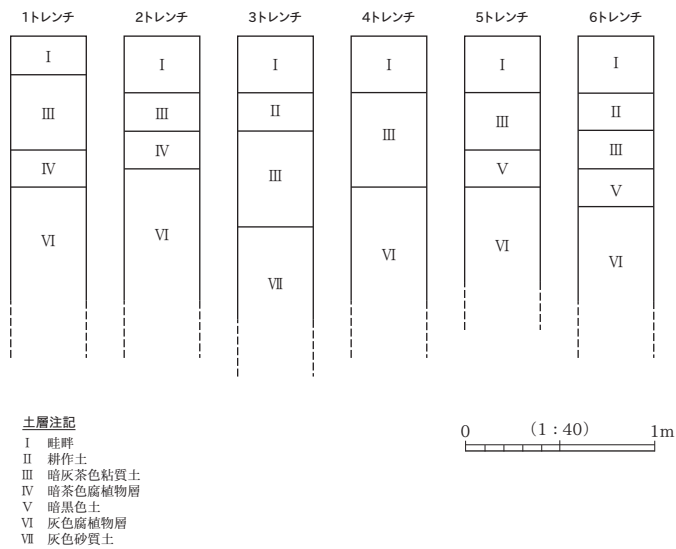 1トレンチ 2トレンチ 3トレンチ 4トレンチ 5トレンチ 6トレンチ
Ⅰ
Ⅲ
Ⅳ
Ⅵ
Ⅰ
Ⅲ
Ⅳ
Ⅵ
Ⅰ
Ⅱ
Ⅲ
Ⅶ
Ⅰ
Ⅲ
Ⅵ
Ⅰ
Ⅲ
Ⅴ
Ⅵ
Ⅰ
Ⅱ
Ⅲ
Ⅴ
Ⅵ
土層注記
Ⅰ 畦畔
Ⅱ 耕作土
Ⅲ 暗灰茶色粘質土
Ⅳ 暗茶色腐植物層
Ⅴ 暗黒色土
Ⅵ 灰色腐植物層
Ⅶ 灰色砂質土
0 (1:40) 1m